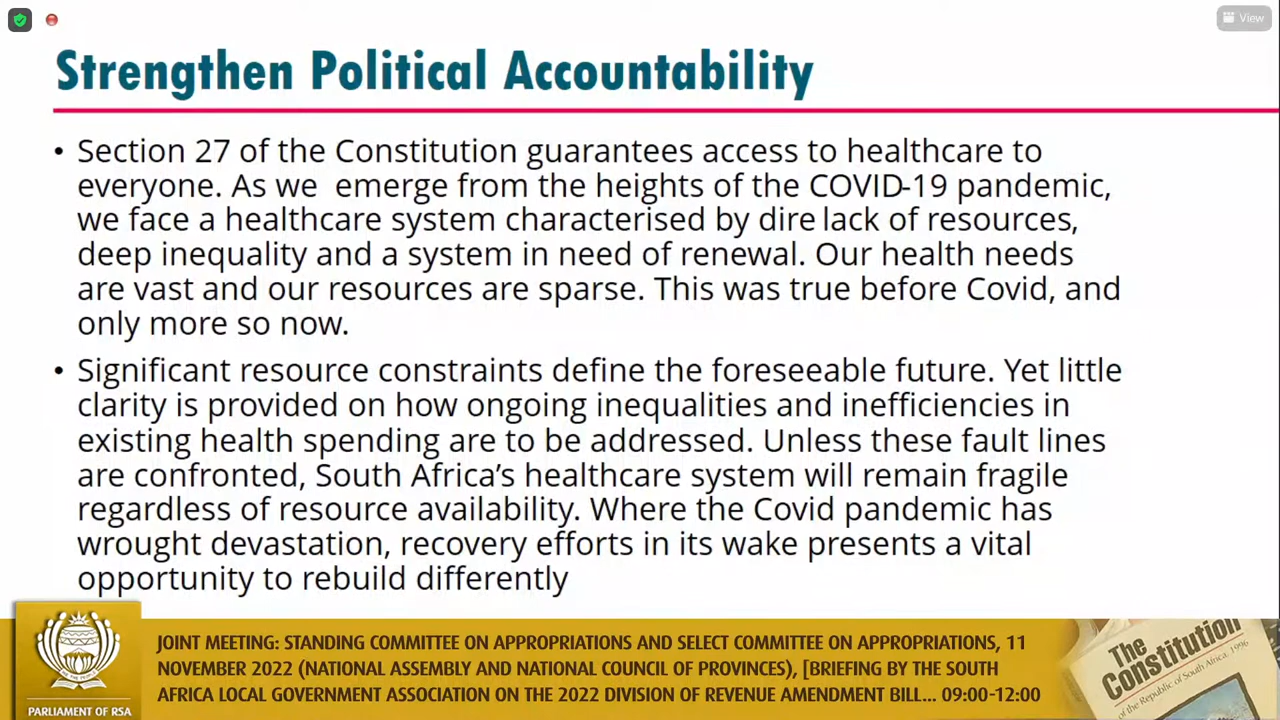 View
Strengthen Political Accountability
• Section 27 of the Constitution guarantees access to healthcare to
everyone. As we  emerge from the heights of the COVID-19 pandemic,
we face a healthcare system characterised by dire lack of resources,
deep inequality and a system in need of renewal. Our health needs
are vast and our resources are sparse. This was true before Covid, and
only more so now.
• Significant resource constraints define the foreseeable future. Yet little
clarity is provided on how ongoing inequalities and inefficiencies in
existing health spending are to be addressed. Unless these fault lines
are confronted, South Africa’s healthcare system will remain fragile
regardless of resource availability. Where the Covid pandemic has
wrought devastation, recovery efforts in its wake presents a vital
opportunity to rebuild differently
JOINT MEETING: STANDING COMMITTEE ON APPROPRIATIONS AND SELECT COMMITTEE ON APPROPRIATIONS, 11
NOVEMBER 2022 (NATIONAL ASSEMBLY AND NATIONAL COUNCIL OF PROVINCES), [BRIEFING BY THE SOUTH
AFRICA LOCAL GOVERNMENT ASSOCIATION ON THE 2022 DIVISION OF REVENUE AMENDMENT BILL... 09:00-12:00
PARLIAMENT OF RSA
The
Constitution
of the Republic of South Africa, 1996